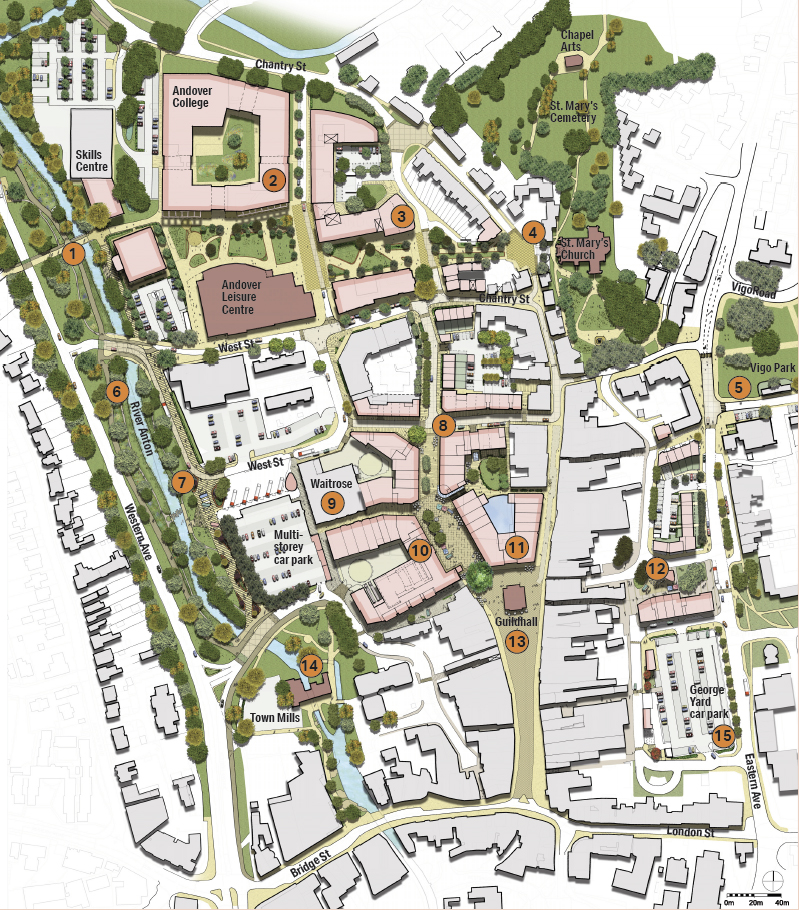 Chapel
Arts
Chantry St
Andover
College
St. Mary's
Cemetery
Skills
Centre
2
3
4
1
St. Mary's
Church
Andover
Leisure
Centre
Chantry St
Vigo Road
West St
Vigo Park
5
6
River Anton
8
West St
7
Waitrose
9
Western Ave
Multi-
storey
car park
10
11
12
Guildhall
13
14
George
Yard
car park
Town Mills
15
Eastern Ave
London St
Bridge St
0m 20m 40m